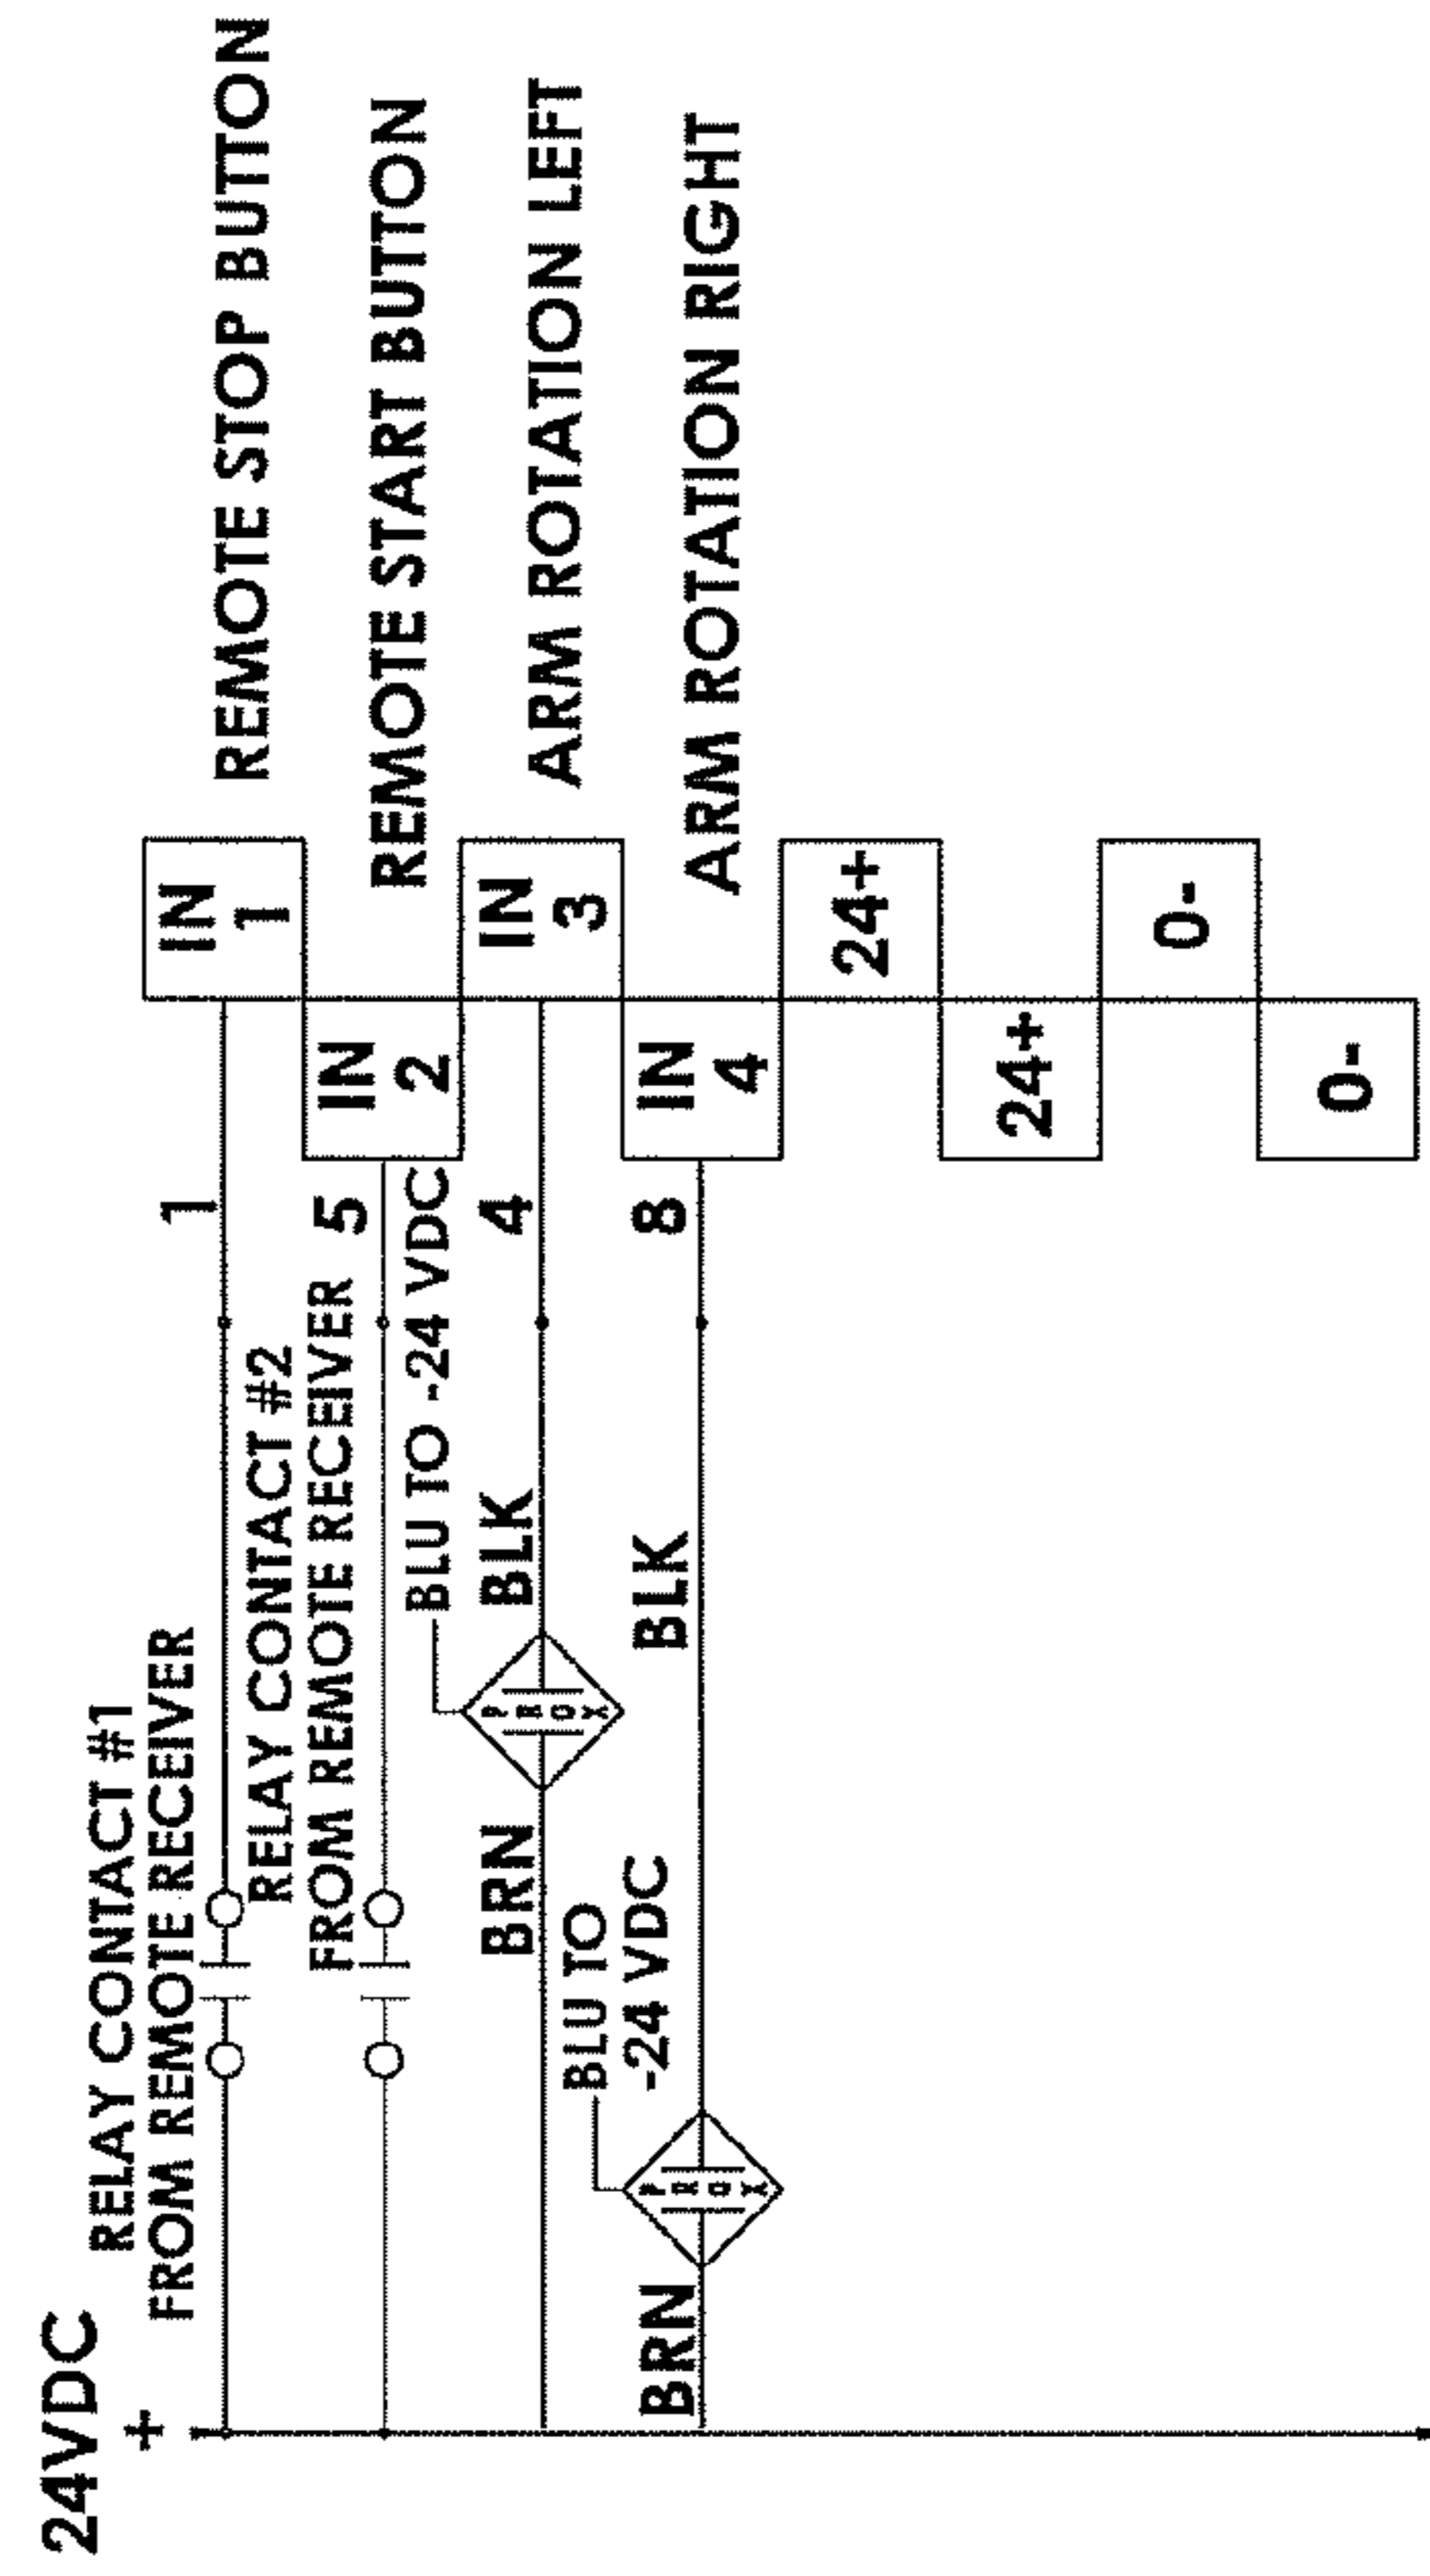 24VDC
+
RELAY CONTACT #1
FROM REMOTE RECEIVER
1
IN
1
REMOTE STOP BUTTON
RELAY CONTACT #2
FROM REMOTE RECEIVER
5
IN
2
REMOTE START BUTTON
BLU TO -24 VDC
BRN
PROX
BLK
4
IN
3
ARM ROTATION LEFT
BLU TO
-24 VDC
BRN
PROX
BLK
8
IN
4
ARM ROTATION RIGHT
24+
24+
0-
0-